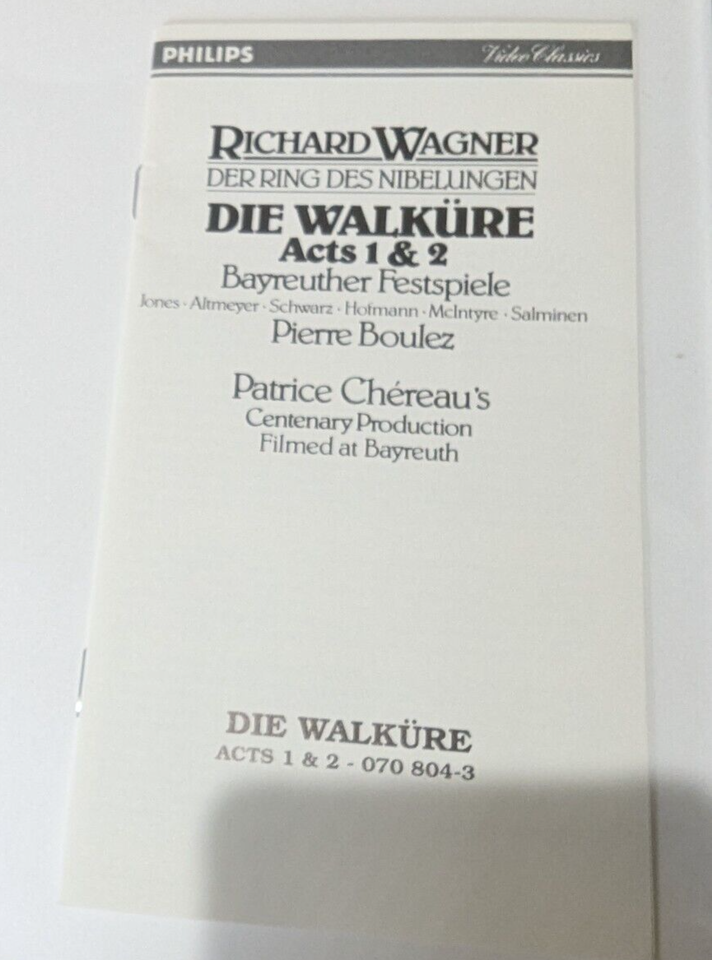 PHILIPS Video Classics
RICHARD WAGNER
DER RING DES NIBELUNGEN
DIE WALKÜRE
Acts 1 & 2
Bayreuther Festspiele
Jones · Altmeyer · Schwarz · Hofmann · McIntyre · Salminen
Pierre Boulez
Patrice Chéreau's
Centenary Production
Filmed at Bayreuth
DIE WALKÜRE
ACTS 1 & 2 - 070 804-3